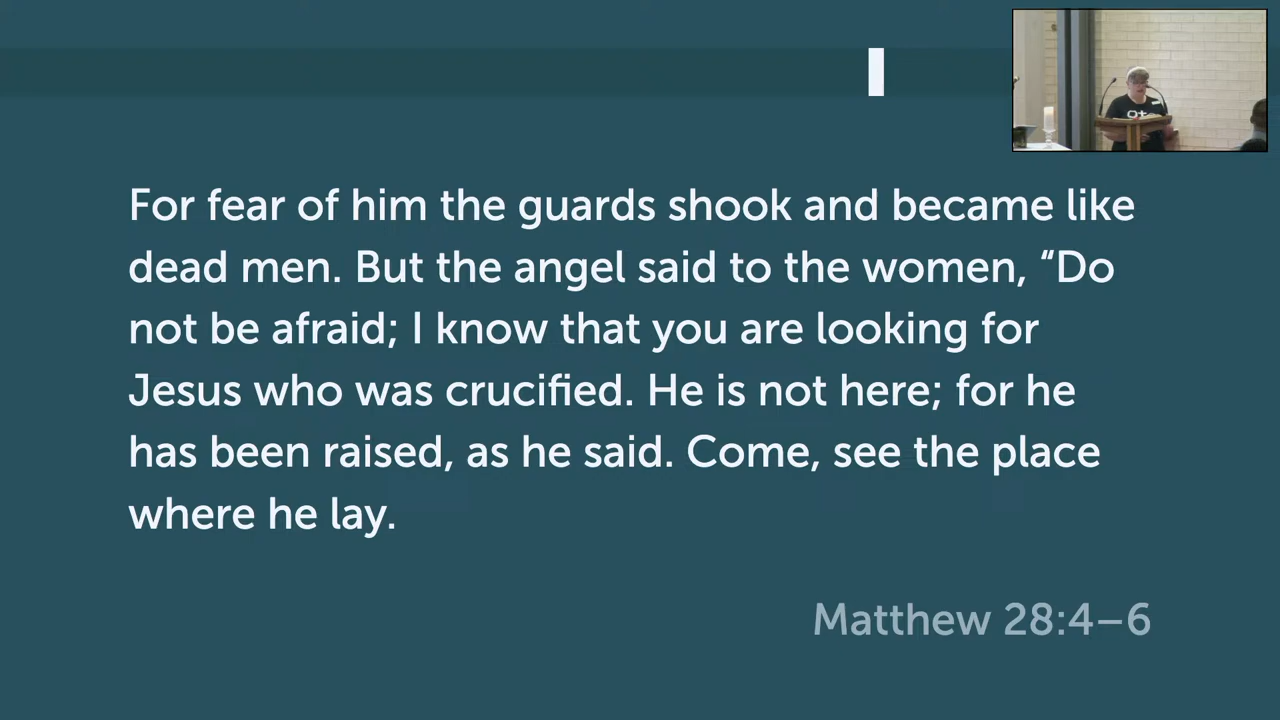 For fear of him the guards shook and became like
dead men. But the angel said to the women, “Do
not be afraid; I know that you are looking for
Jesus who was crucified. He is not here; for he
has been raised, as he said. Come, see the place
where he lay.
Matthew 28:4–6